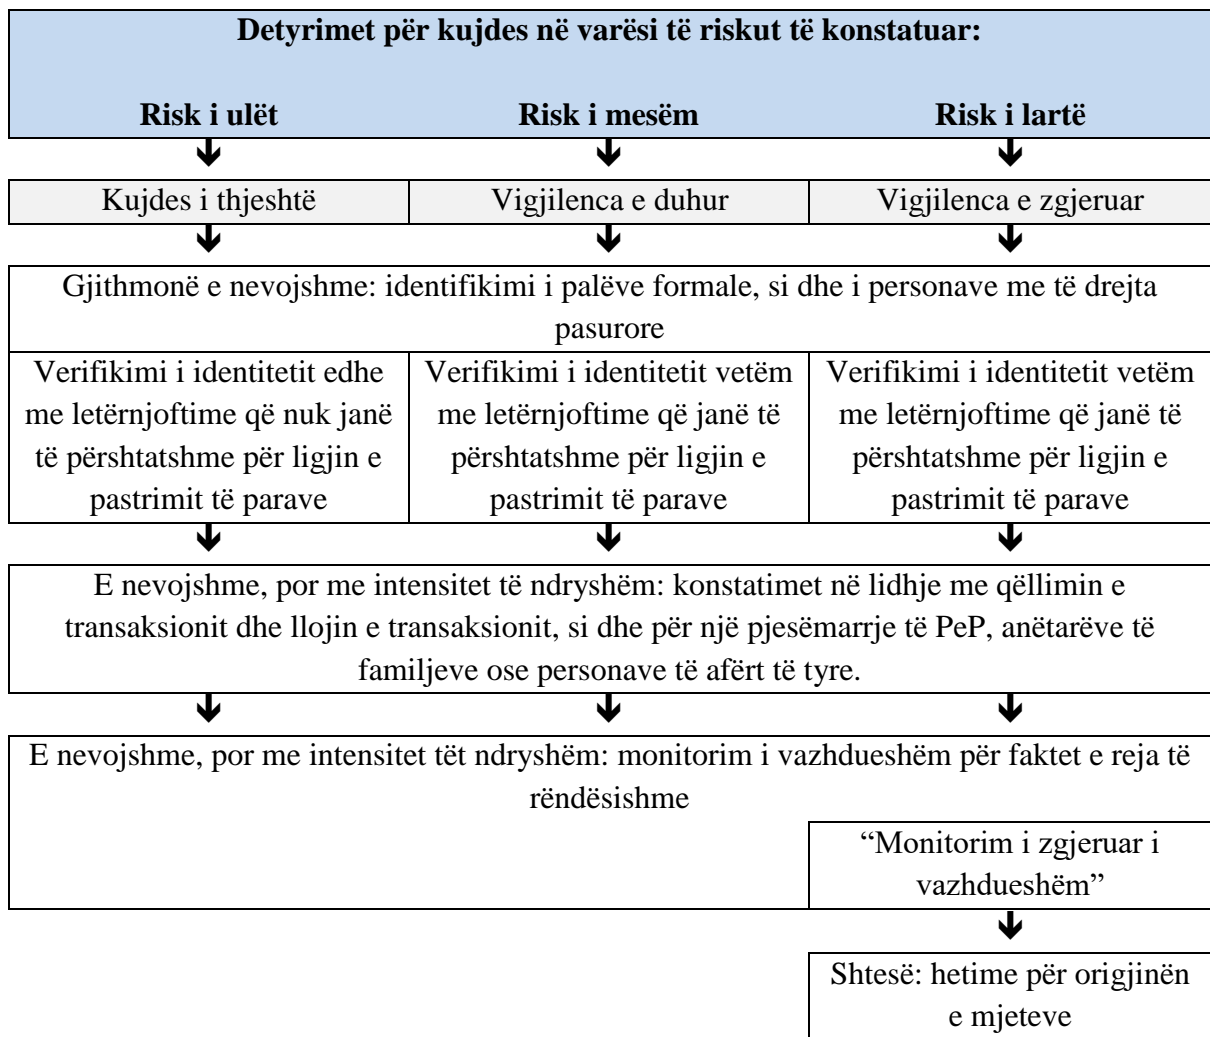 Detyrimet për kujdes në varësi të riskut të konstatuar:
Risk i ulët
Risk i mesëm
Risk i lartë
Kujdes i thjeshtë
Vigjilenca e duhur
Vigjilenca e zgjeruar
Gjithmonë e nevojshme: identifikimi i palëve formale, si dhe i personave me të drejta
pasurore
Verifikimi i identitetit edhe
me letërnjoftime që nuk janë
të përshtatshme për ligjin e
pastrimit të parave
Verifikimi i identitetit vetëm
me letërnjoftime që janë të
përshtatshme për ligjin e
pastrimit të parave
Verifikimi i identitetit vetëm
me letërnjoftime që janë të
përshtatshme për ligjin e
pastrimit të parave
E nevojshme, por me intensitet të ndryshëm: konstatimet në lidhje me qëllimin e
transaksionit dhe llojin e transaksionit, si dhe për një pjesëmarrje të PeP, anëtarëve të
familjeve ose personave të afërt të tyre.
E nevojshme, por me intensitet tët ndryshëm: monitorim i vazhdueshëm për faktet e reja të
rëndësishme
“Monitorim i zgjeruar i
vazhdueshëm”
Shtesë: hetime për origjinën
e mjeteve